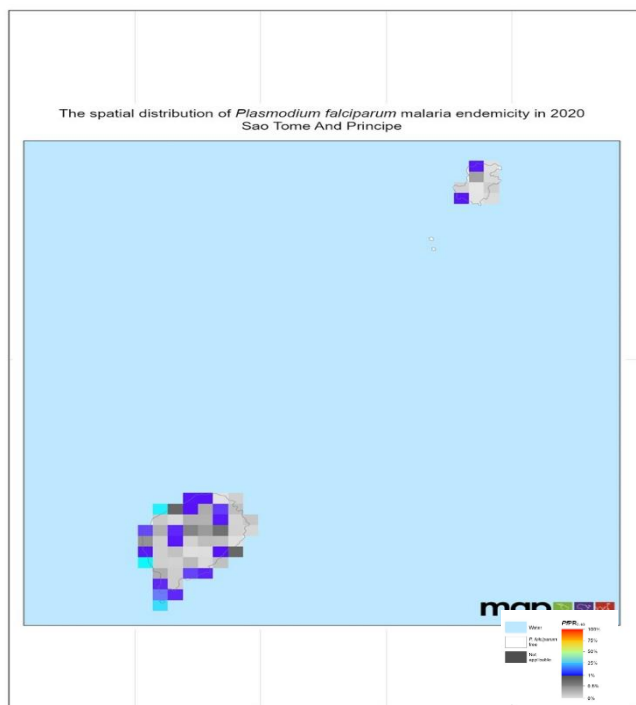 The spatial distribution of Plasmodium falciparum malaria endemicity in 2020
Sao Tome And Principe
map
Water
P. falciparum
free
Not
applicable
100%
75%
50%
25%
1%
0.5%
0%